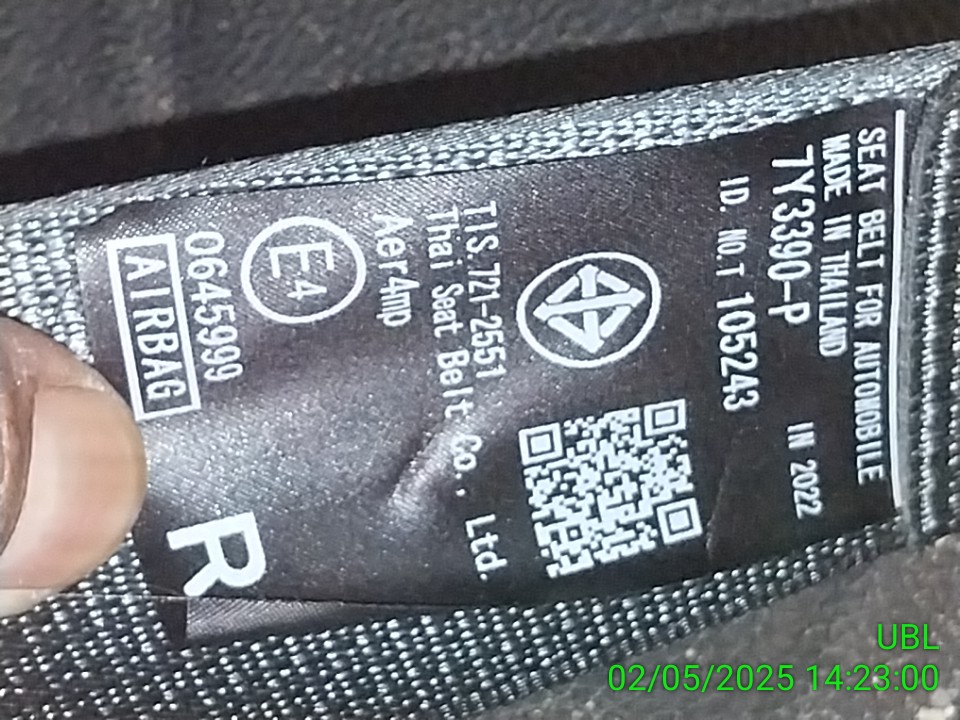 SEAT BELT FOR AUTOMOBILE
MADE IN THAILAND IN 2022
7Y3390-P
ID. NO.T 105243
TIS.721-2551
Thai Seat Belt Co., Ltd.
Aer4mp
E4
0645999
AIRBAG
R
UBL
02/05/2025 14:23:00